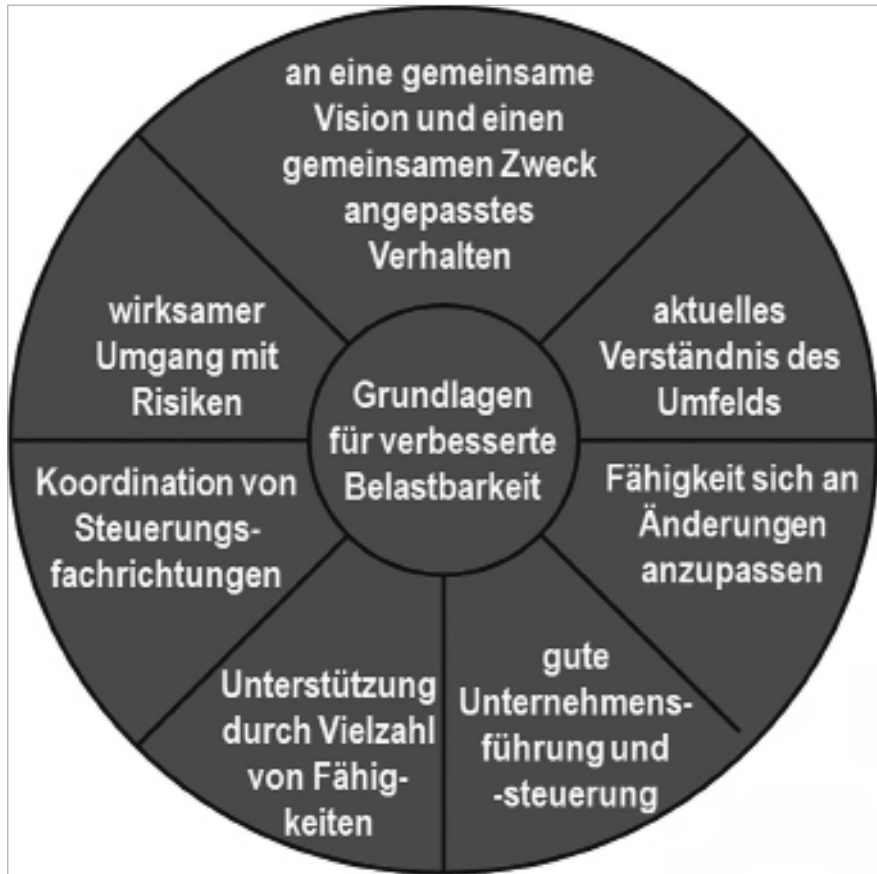 an eine gemeinsame
Vision und einen
gemeinsamen Zweck
angepasstes
Verhalten
aktuelles
Verständnis des
Umfelds
Fähigkeit sich an
Änderungen
anzupassen
gute
Unternehmens-
führung und
-steuerung
Unterstützung
durch Vielzahl
von Fähig-
keiten
Koordination von
Steuerungs-
fachrichtungen
wirksamer
Umgang mit
Risiken
Grundlagen
für verbesserte
Belastbarkeit